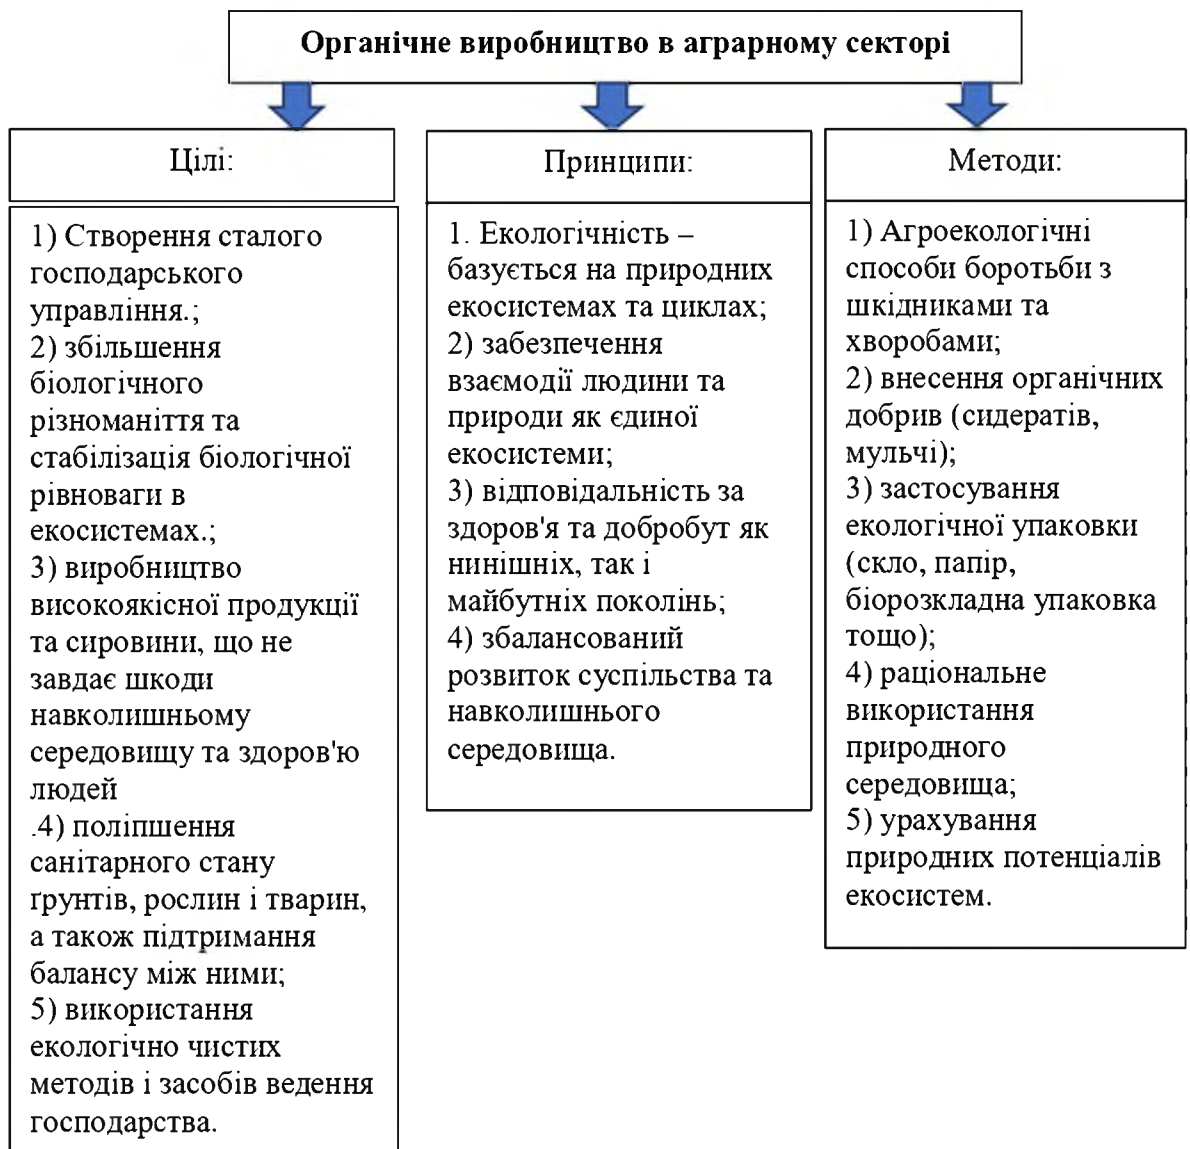 Органічне виробництво в аграрному секторі
Цілі:
1) Створення сталого
господарського
управління.;
2) збільшення
біологічного
різноманіття та
стабілізація біологічної
рівноваги в
екосистемах.;
3) виробництво
високоякісної продукції
та сировини, що не
завдає шкоди
навколишньому
середовищу та здоров'ю
людей
.4) поліпшення
санітарного стану
ґрунтів, рослин і тварин,
а також підтримання
балансу між ними;
5) використання
екологічно чистих
методів і засобів ведення
господарства.
Принципи:
1. Екологічність –
базується на природних
екосистемах та циклах;
2) забезпечення
взаємодії людини та
природи як єдиної
екосистеми;
3) відповідальність за
здоров'я та добробут як
нинішніх, так і
майбутніх поколінь;
4) збалансований
розвиток суспільства та
навколишнього
середовища.
Методи:
1) Агроекологічні
способи боротьби з
шкідниками та
хворобами;
2) внесення органічних
добрив (сидератів,
мульчі);
3) застосування
екологічної упаковки
(скло, папір,
біорозкладна упаковка
тощо);
4) раціональне
використання
природного
середовища;
5) урахування
природних потенціалів
екосистем.